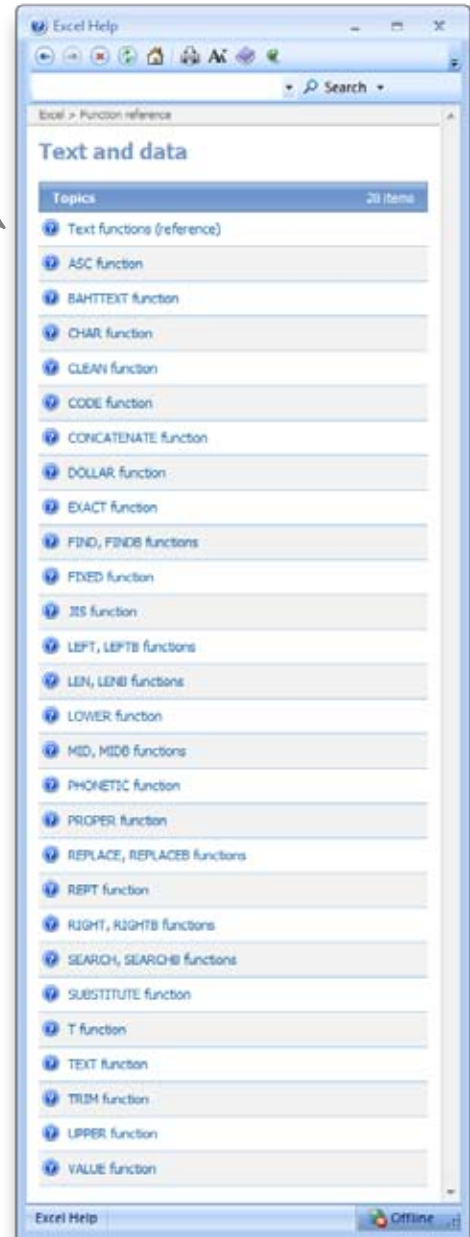 Excel Help
Search
Excel > Function reference
Text and data
Topics 28 items
Text functions (reference)
ASC function
BAHTTEXT function
CHAR function
CLEAN function
CODE function
CONCATENATE function
DOLLAR function
EXACT function
FIND, FINDB functions
FIXED function
JIS function
LEFT, LEFTB functions
LEN, LENB functions
LOWER function
MID, MIDB functions
PHONETIC function
PROPER function
REPLACE, REPLACEB functions
REPT function
RIGHT, RIGHTB functions
SEARCH, SEARCHB functions
SUBSTITUTE function
T function
TEXT function
TRIM function
UPPER function
VALUE function
Excel Help Offline